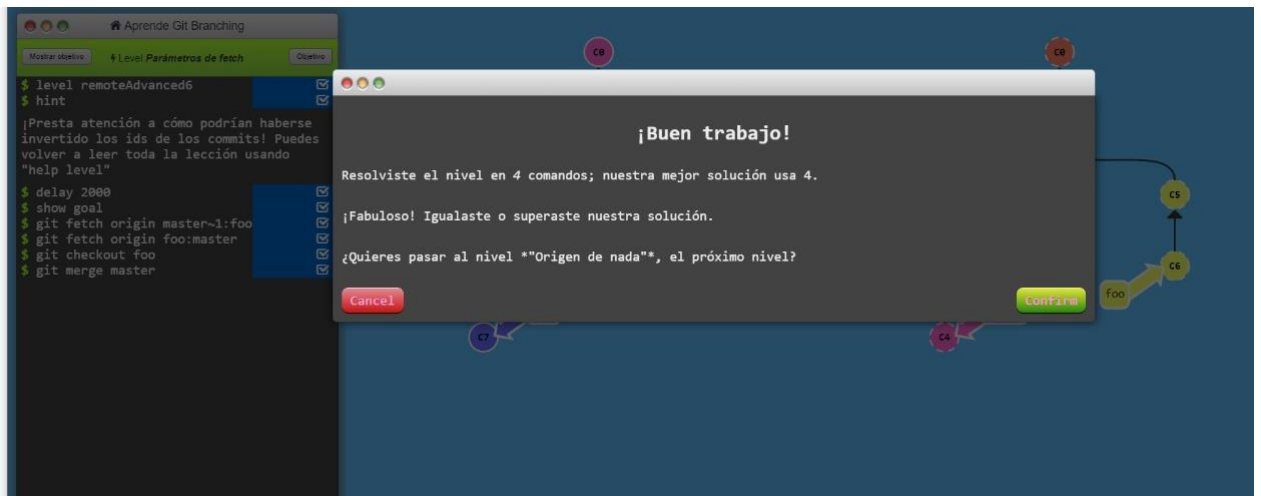 Aprende Git Branching
Mostrar objetivo
Level Parámetros de fetch
Objetivo
$ level remoteAdvanced6
$ hint
¡Presta atención a cómo podrían haberse
invertido los ids de los commits! Puedes
volver a leer toda la lección usando
"help level"
$ delay 2000
$ show goal
$ git fetch origin master~1:foo
$ git fetch origin foo:master
$ git checkout foo
$ git merge master
C0
C0
¡Buen trabajo!
Resolviste el nivel en 4 comandos; nuestra mejor solución usa 4.
¡Fabuloso! Igualaste o superaste nuestra solución.
¿Quieres pasar al nivel *"Origen de nada"*, el próximo nivel?
Cancel
Confirm
C5
C6
foo
C7
C4